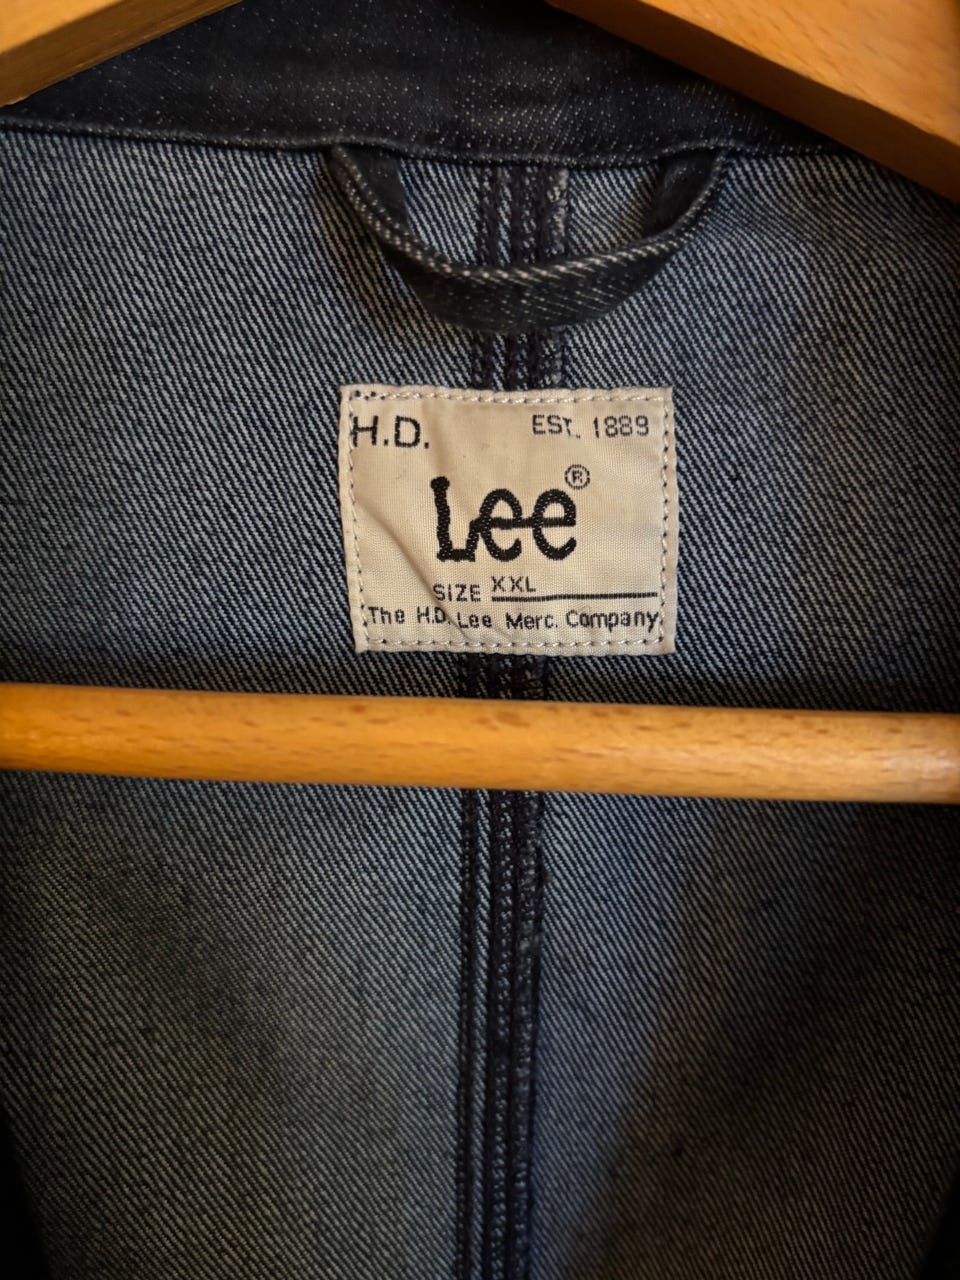 H.D. EST. 1889
Lee®
SIZE XXL
The H.D. Lee Merc. Company